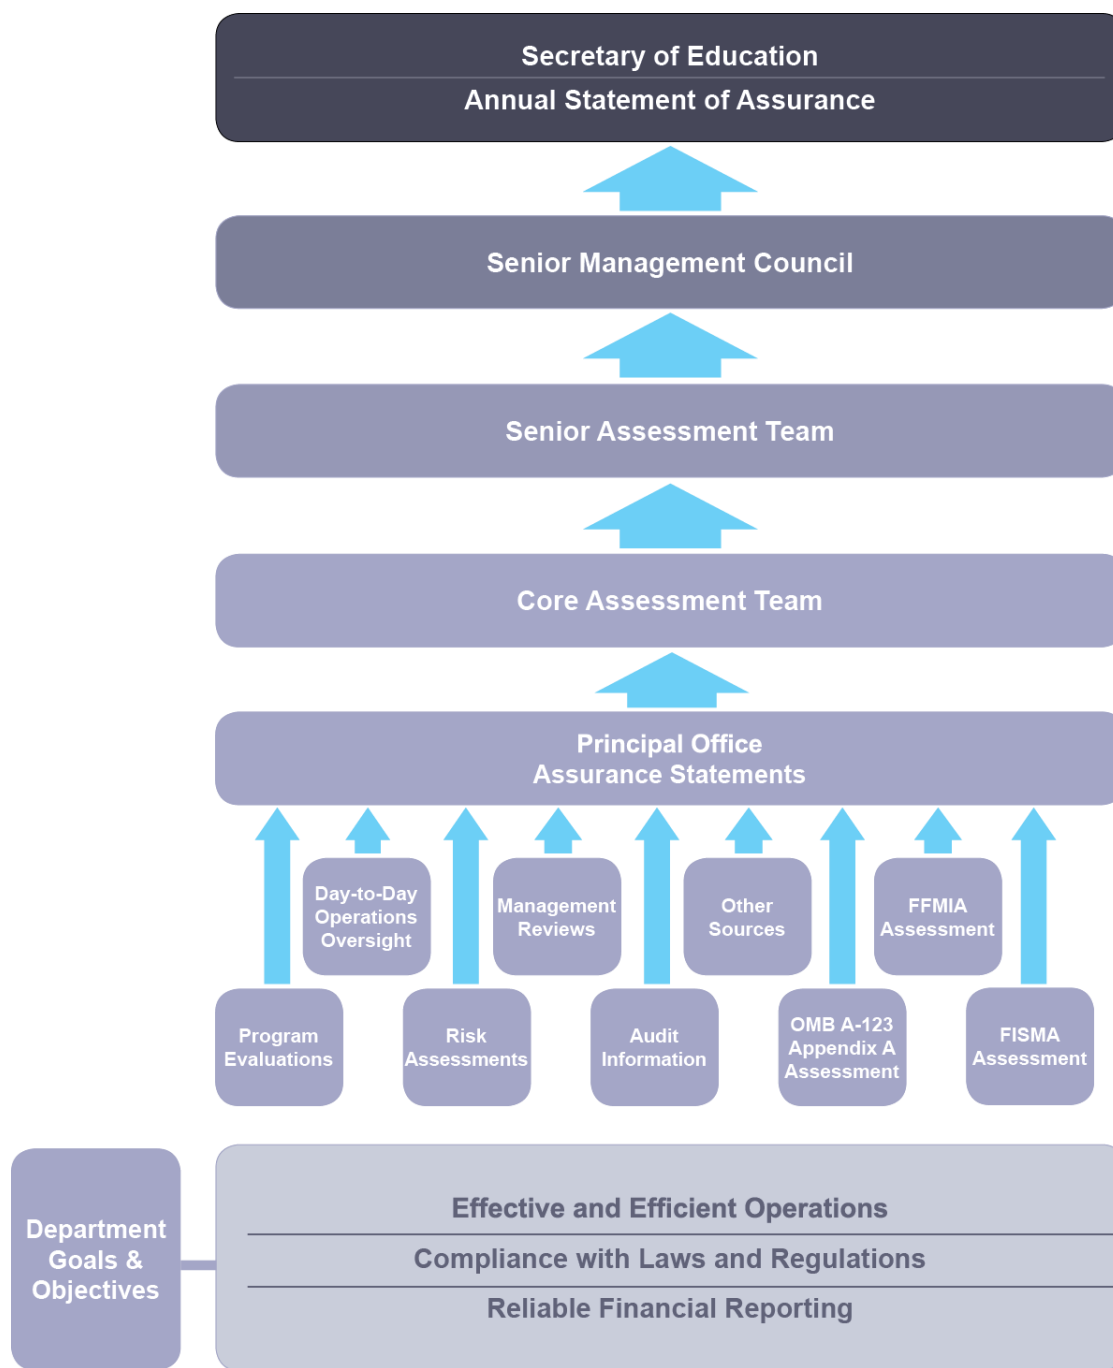 Secretary of Education
Annual Statement of Assurance
Senior Management Council
Senior Assessment Team
Core Assessment Team
Principal Office
Assurance Statements
Day-to-Day
Operations
Oversight
Management
Reviews
Other
Sources
FFMIA
Assessment
Program
Evaluations
Risk
Assessments
Audit
Information
OMB A-123
Appendix A
Assessment
FISMA
Assessment
Department
Goals &
Objectives
Effective and Efficient Operations
Compliance with Laws and Regulations
Reliable Financial Reporting